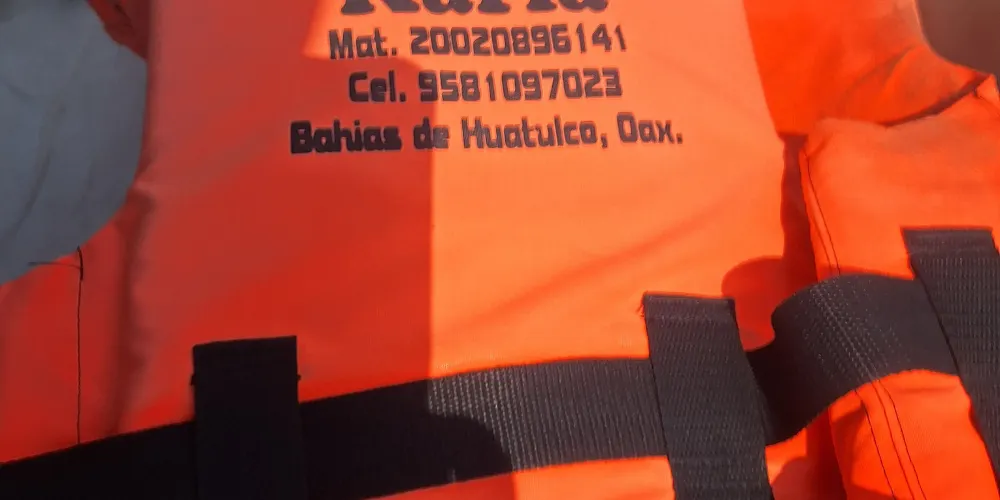 Mat. 20020896141
Cel. 9581097023
Bahias de Huatulco, Oax.